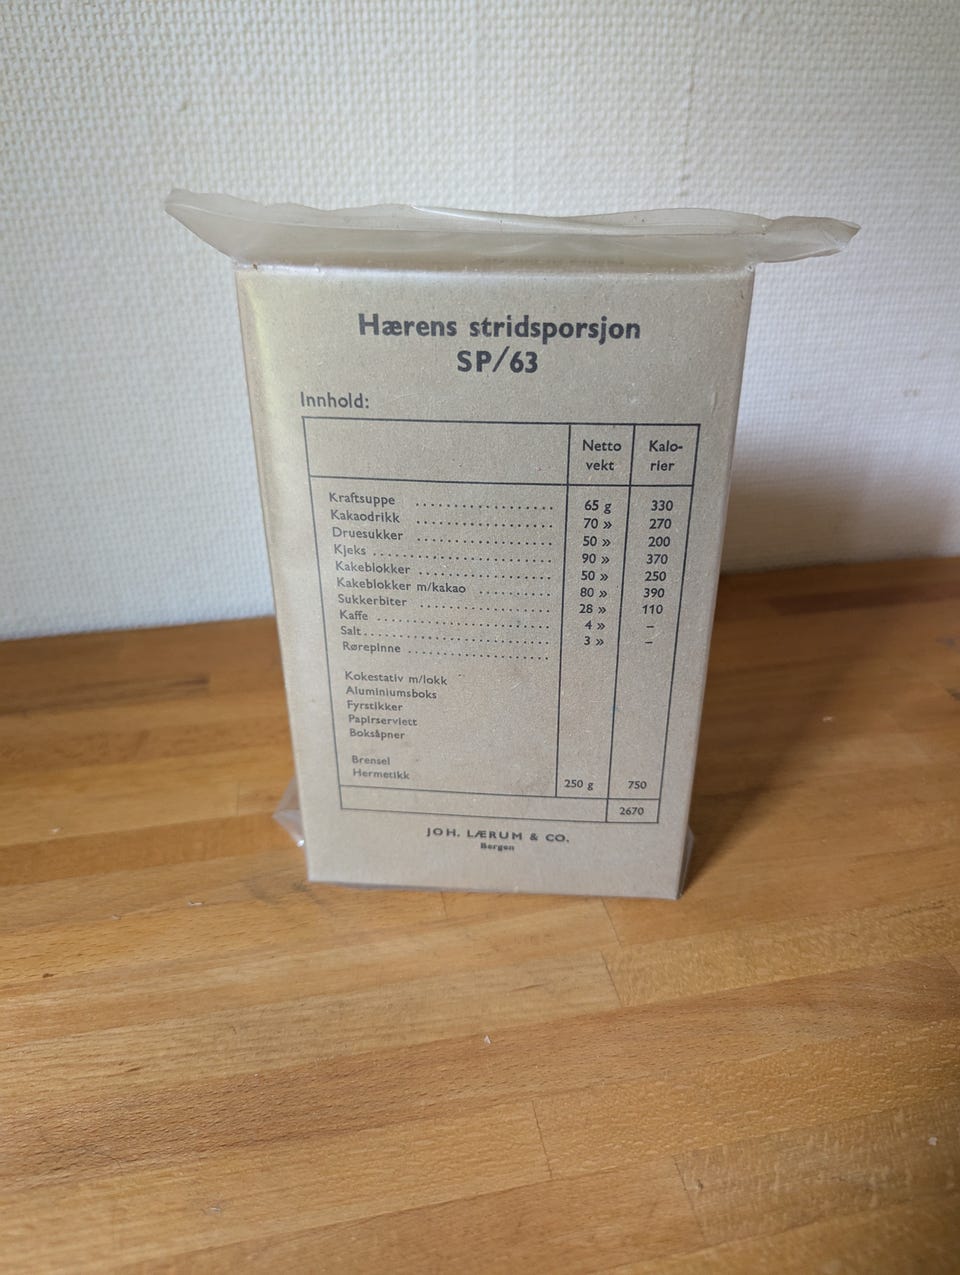 Hærens stridsporsjon
SP/63
Innhold:
Netto vekt Kalo-rier
Kraftsuppe .................... 65 g 330
Kakaodrikk .................... 70 » 270
Druesukker .................... 50 » 200
Kjeks .................... 90 » 370
Kakeblokker .................... 50 » 250
Kakeblokker m/kakao .......... 80 » 390
Sukkerbiter .................... 28 » 110
Kaffe .................... 4 » –
Salt .................... 3 » –
Rørepinne ....................
Kokestativ m/lokk
Aluminiumsboks
Fyrstikker
Papirserviett
Boksåpner
Brensel
Hermetikk 250 g 750
2670
JOH. LÆRUM & CO.
Bergen